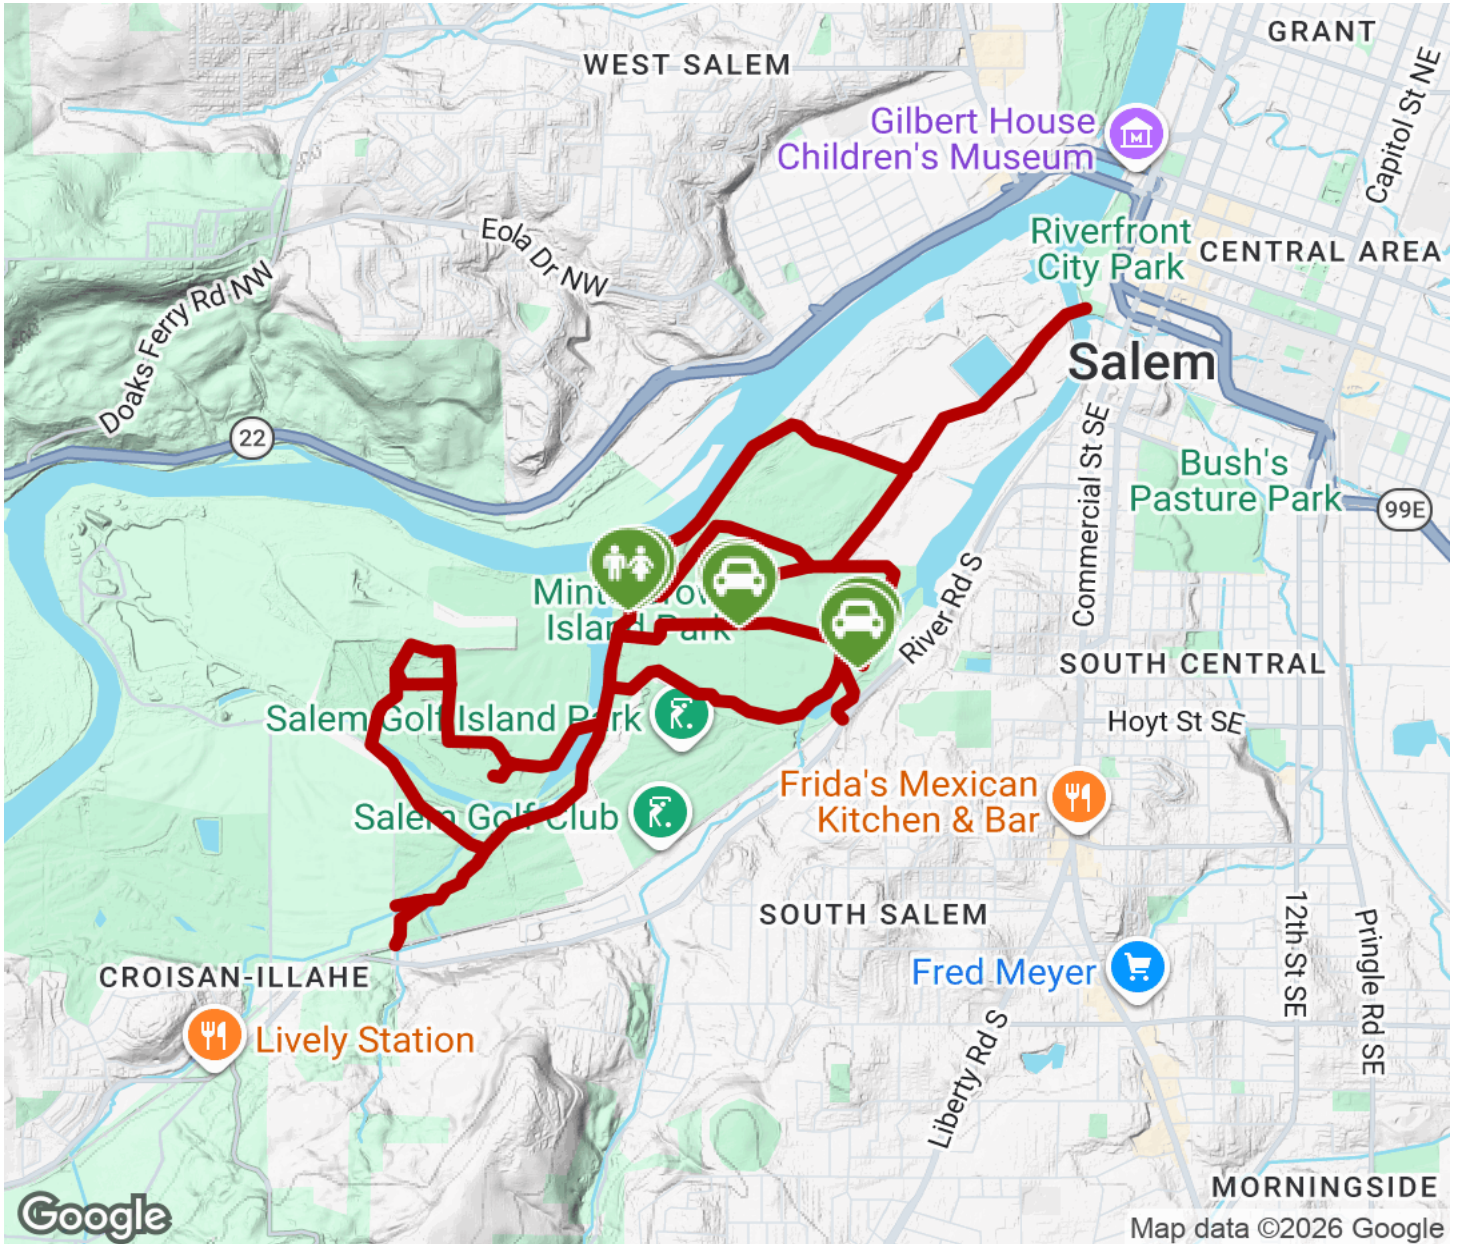 GRANT
WEST SALEM
Capitol St NE
Gilbert House
Children's Museum
Riverfront
City Park
CENTRAL AREA
Eola Dr NW
Doaks Ferry Rd NW
Salem
22
Commercial St SE
Bush's
Pasture Park
99E
Island Park
River Rd S
SOUTH CENTRAL
Salem Golf Island Park
Hoyt St SE
Frida's Mexican
Kitchen & Bar
Salem Golf Club
SOUTH SALEM
12th St SE
Pringle Rd SE
CROISAN-ILLAHE
Fred Meyer
Lively Station
Liberty Rd S
MORNINGSIDE
Google
Map data ©2026 Google